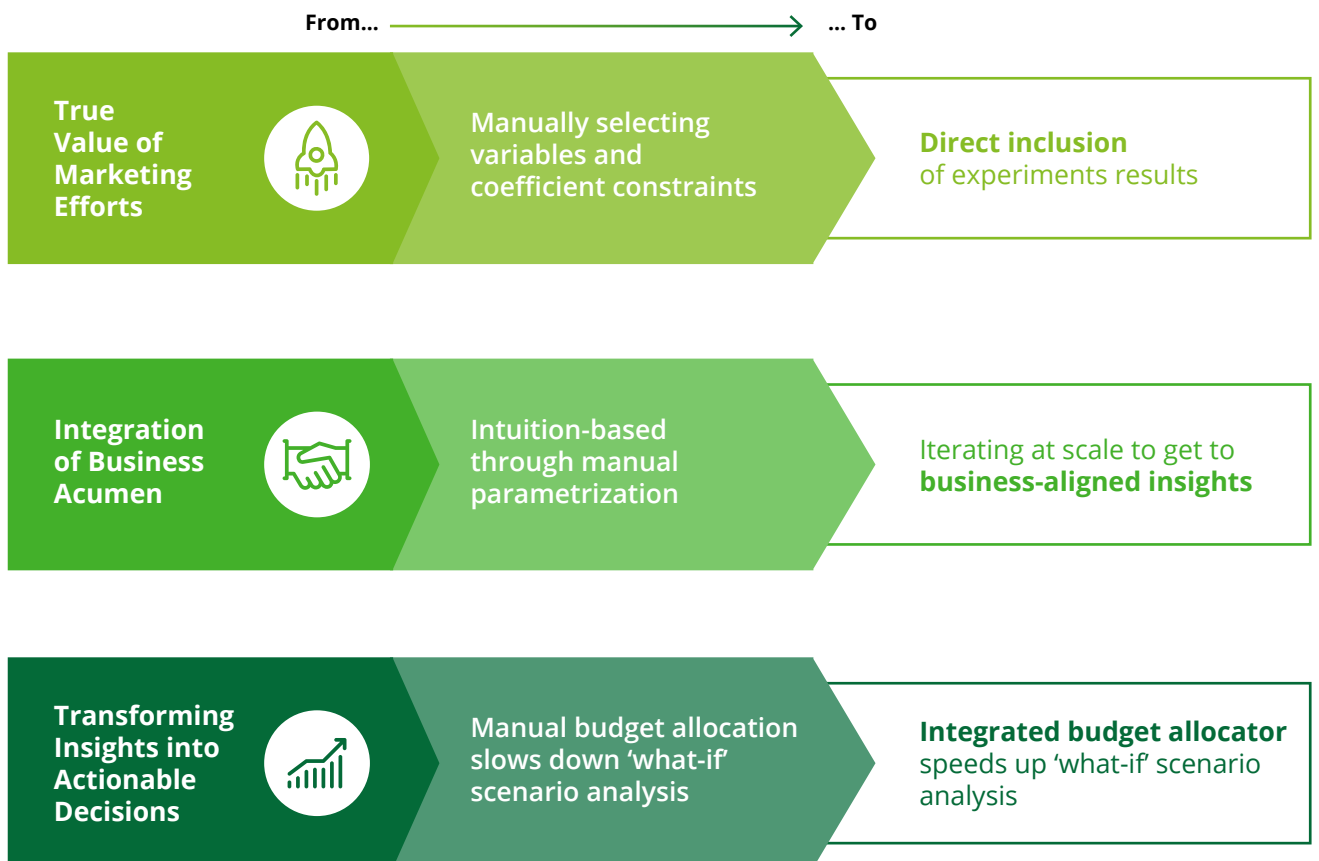 From...
... To
True
Value of
Marketing
Efforts
Manually selecting
variables and
coefficient constraints
Direct inclusion
of experiments results
Integration
of Business
Acumen
Intuition-based
through manual
parametrization
Iterating at scale to get to
business-aligned insights
Transforming
Insights into
Actionable
Decisions
Manual budget allocation
slows down ‘what-if’
scenario analysis
Integrated budget allocator
speeds up ‘what-if’ scenario
analysis